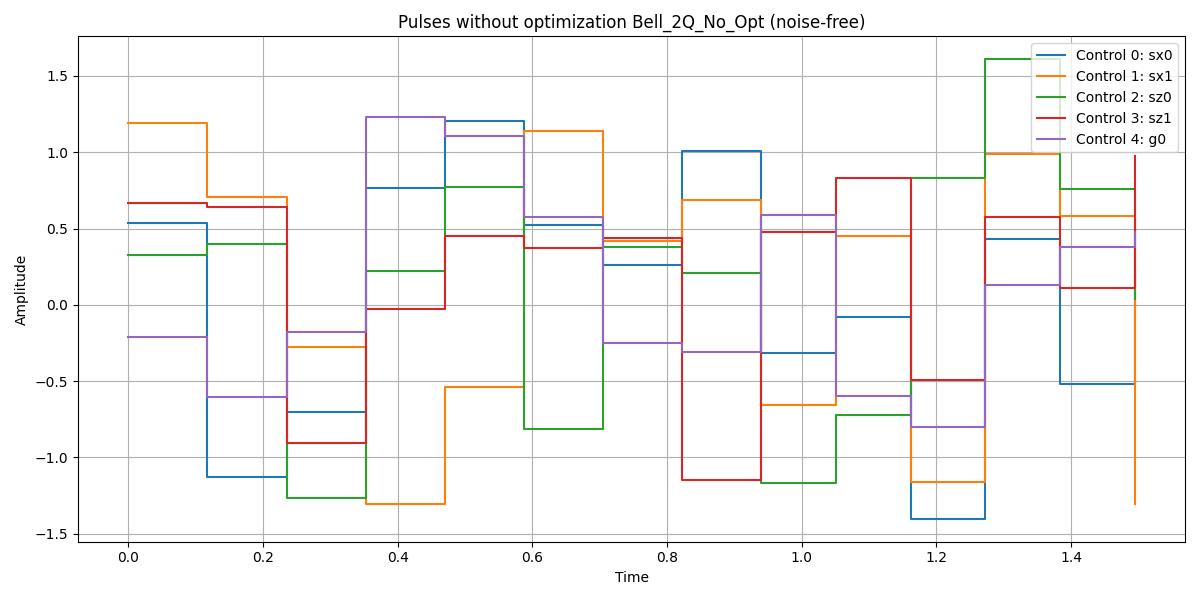 Pulses without optimization Bell_2Q_No_Opt (noise-free)
Control 0: sx0
Control 1: sx1
Control 2: sz0
Control 3: sz1
Control 4: g0
Amplitude
1.5
1.0
0.5
0.0
−0.5
−1.0
−1.5
0.0 0.2 0.4 0.6 0.8 1.0 1.2 1.4
Time